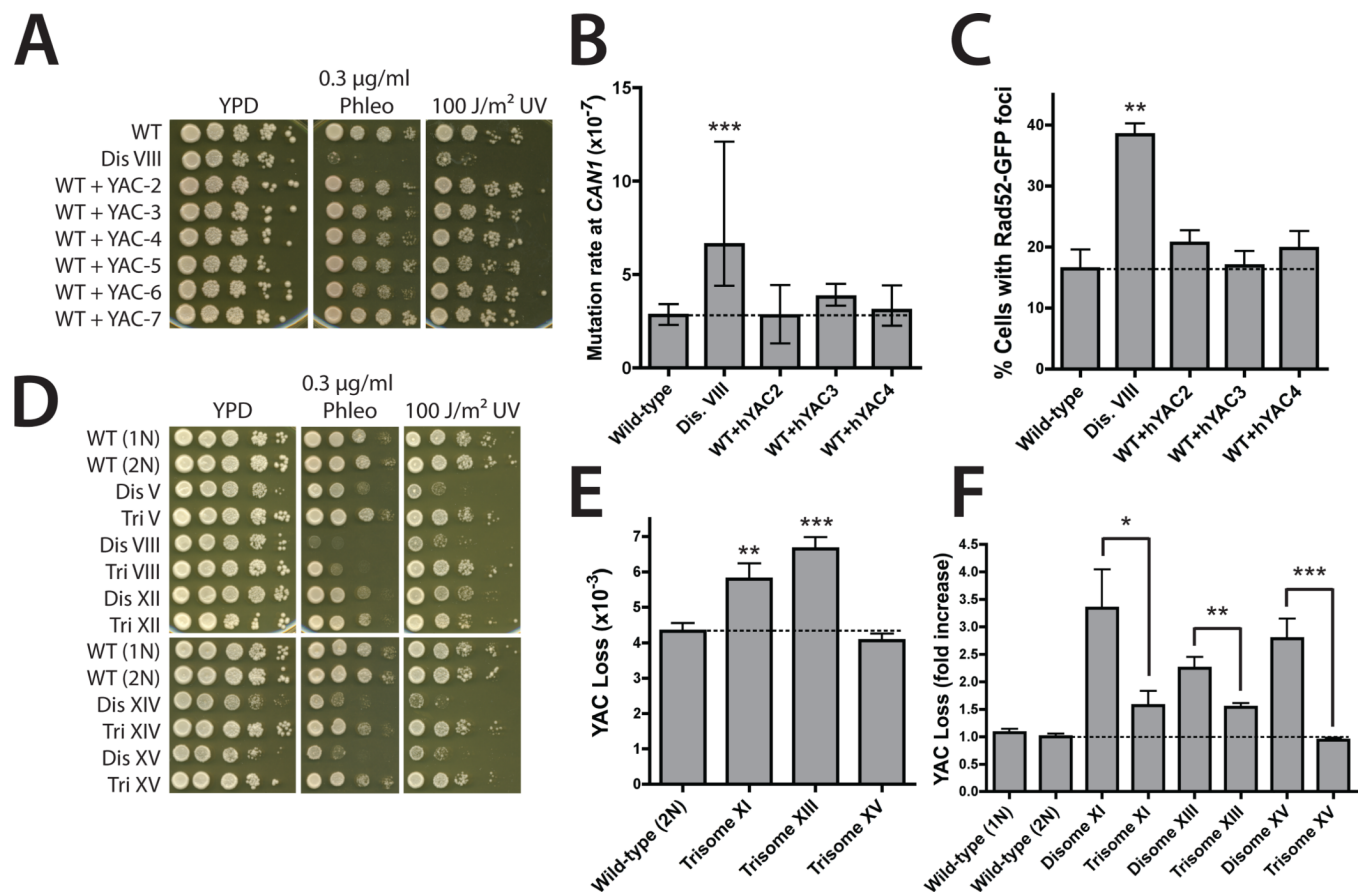 A
0.3 µg/ml
YPD Phleo 100 J/m² UV
WT
Dis VIII
WT + YAC-2
WT + YAC-3
WT + YAC-4
WT + YAC-5
WT + YAC-6
WT + YAC-7
B
Mutation rate at CAN1 (x10⁻⁷)
15
10
5
0
***
Wild-type
Dis. VIII
WT+hYAC2
WT+hYAC3
WT+hYAC4
C
% Cells with Rad52-GFP foci
40
30
20
10
0
**
Wild-type
Dis. VIII
WT+hYAC2
WT+hYAC3
WT+hYAC4
D
0.3 µg/ml
YPD Phleo 100 J/m² UV
WT (1N)
WT (2N)
Dis V
Tri V
Dis VIII
Tri VIII
Dis XII
Tri XII
WT (1N)
WT (2N)
Dis XIV
Tri XIV
Dis XV
Tri XV
E
YAC Loss (x10⁻³)
7
6
5
4
3
2
1
0
**
***
Wild-type (2N)
Trisome XI
Trisome XIII
Trisome XV
F
YAC Loss (fold increase)
4.5
4.0
3.5
3.0
2.5
2.0
1.5
1.0
0.5
0.0
*
**
***
Wild-type (1N)
Wild-type (2N)
Disome XI
Trisome XI
Disome XIII
Trisome XIII
Disome XV
Trisome XV